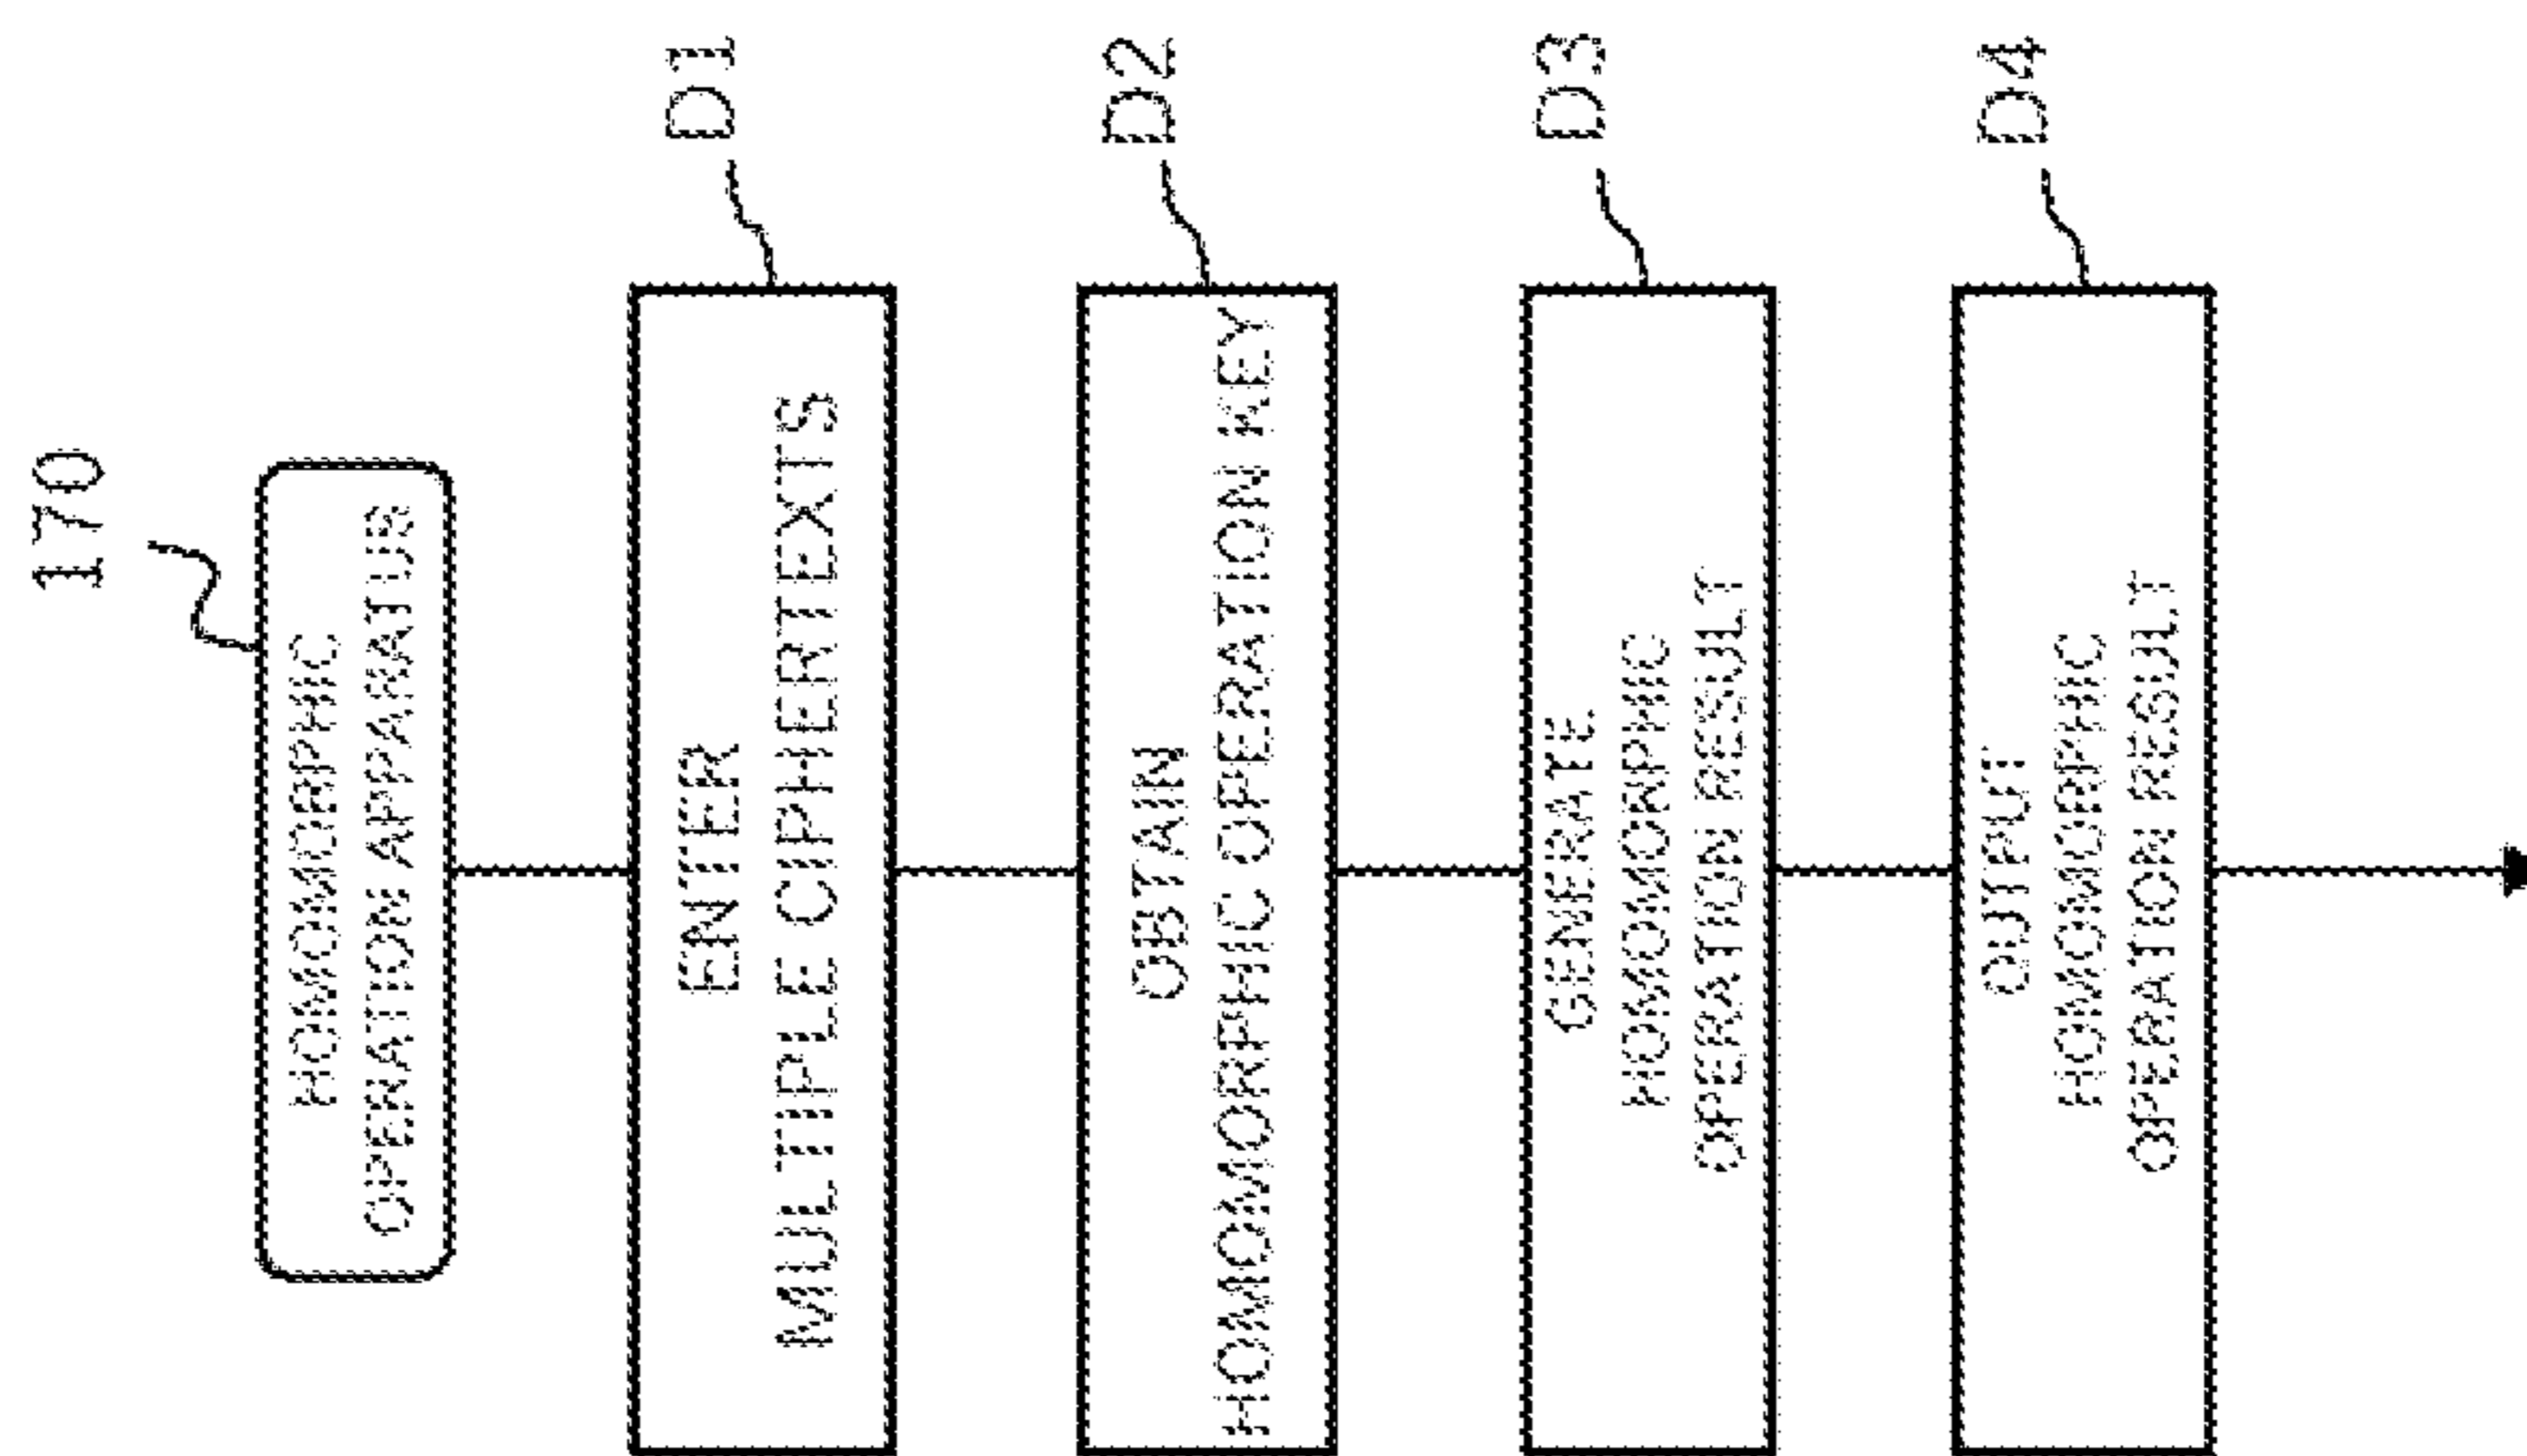 170
HOMOMORPHIC
OPERATION APPARATUS
D1
ENTER
MULTIPLE CIPHERTEXTS
D2
OBTAIN
HOMOMORPHIC OPERATION KEY
D3
GENERATE
HOMOMORPHIC
OPERATION RESULT
D4
OUTPUT
HOMOMORPHIC
OPERATION RESULT